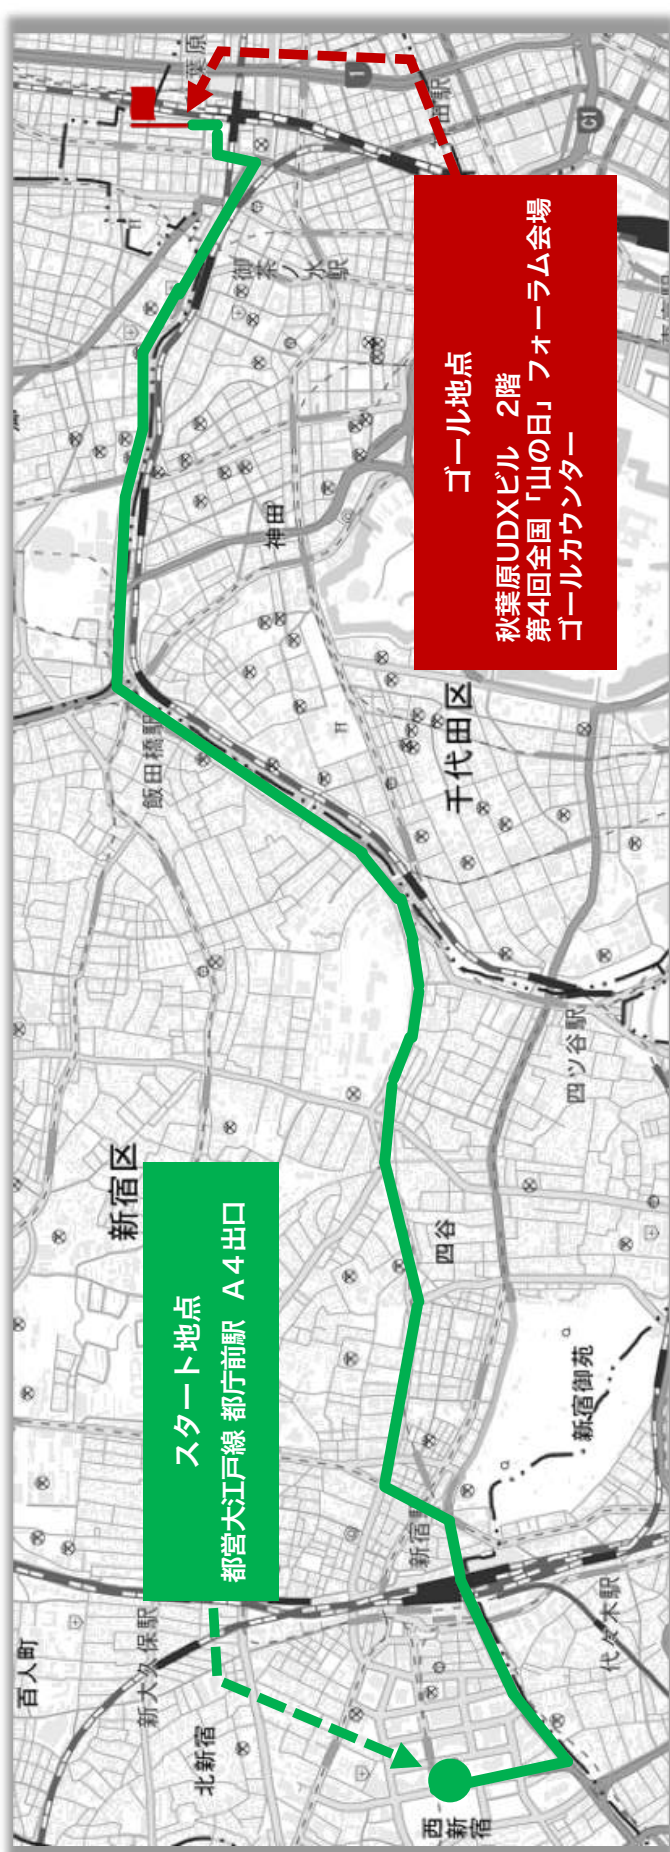 スタート地点
都営大江戸線 都庁前駅 A4出口
ゴール地点
秋葉原UDXビル 2階
第4回全国「山の日」フォーラム会場
ゴールカウンター
百人町
新大久保駅
北新宿
西新宿
新宿区
新宿駅
代々木駅
新宿御苑
四谷
四ツ谷駅
飯田橋駅
千代田区
神田
御茶ノ水駅
1
C1